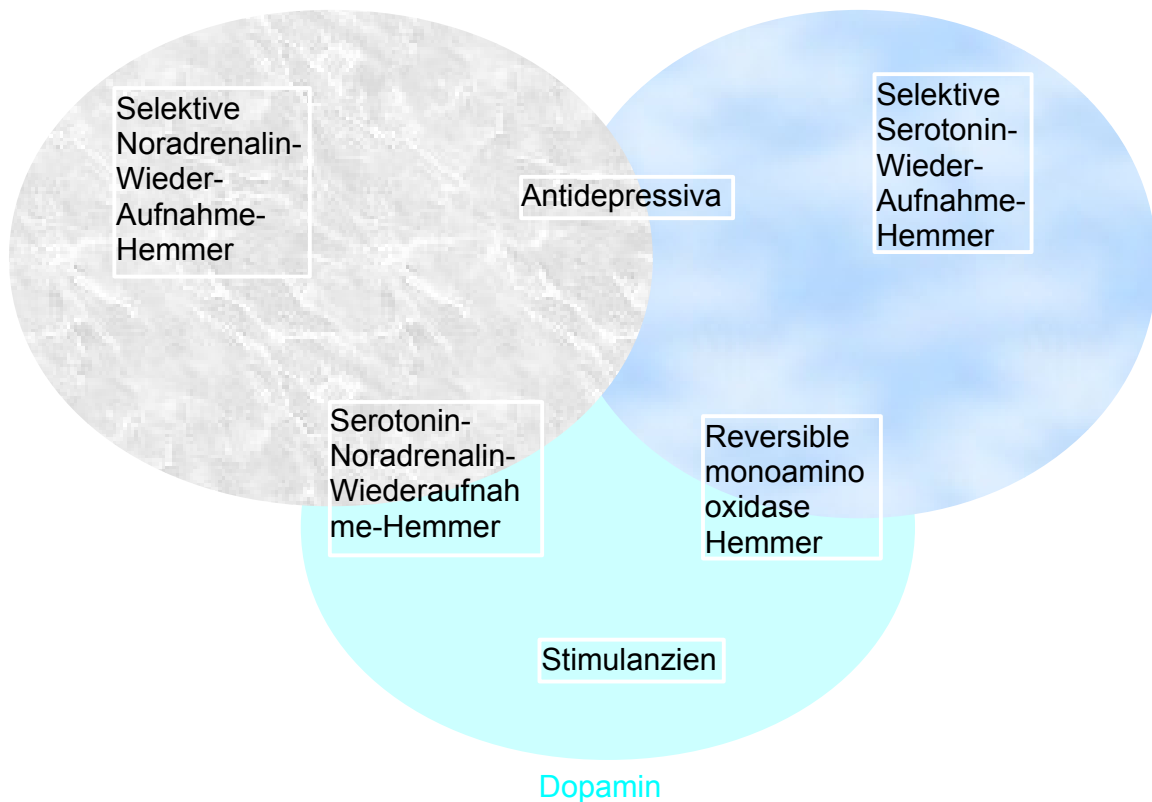 Selektive
Noradrenalin-
Wieder-
Aufnahme-
Hemmer
Antidepressiva
Selektive
Serotonin-
Wieder-
Aufnahme-
Hemmer
Serotonin-
Noradrenalin-
Wiederaufnah
me-Hemmer
Reversible
monoamino
oxidase
Hemmer
Stimulanzien
Dopamin